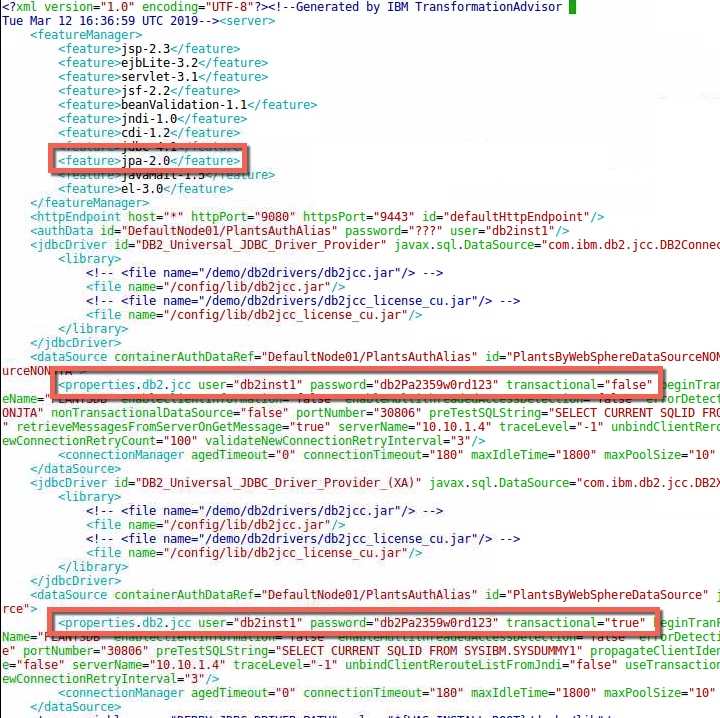 <?xml version="1.0" encoding="UTF-8"?><!--Generated by IBM TransformationAdvisor
Tue Mar 12 16:36:59 UTC 2019--><server>
<featureManager>
<feature>jsp-2.3</feature>
<feature>ejbLite-3.2</feature>
<feature>servlet-3.1</feature>
<feature>jsf-2.2</feature>
<feature>beanValidation-1.1</feature>
<feature>jndi-1.0</feature>
<feature>cdi-1.2</feature>
<feature>jdbc-4.1</feature>
<feature>jpa-2.0</feature>
<feature>javaMail-1.5</feature>
<feature>el-3.0</feature>
</featureManager>
<httpEndpoint host="*" httpPort="9080" httpsPort="9443" id="defaultHttpEndpoint"/>
<authData id="DefaultNode01/PlantsAuthAlias" password="???" user="db2inst1"/>
<jdbcDriver id="DB2_Universal_JDBC_Driver_Provider" javax.sql.DataSource="com.ibm.db2.jcc.DB2Connec
<library>
<!-- <file name="/demo/db2drivers/db2jcc.jar"/> -->
<file name="/config/lib/db2jcc.jar"/>
<!-- <file name="/demo/db2drivers/db2jcc_license_cu.jar"/> -->
<file name="/config/lib/db2jcc_license_cu.jar"/>
</library>
</jdbcDriver>
<dataSource containerAuthDataRef="DefaultNode01/PlantsAuthAlias" id="PlantsByWebSphereDataSourceNON
urceNONJTA">
<properties.db2.jcc user="db2inst1" password="db2Pa2359w0rd123" transactional="false" beginTran
eName="PLANTSDB" enableClientInformation="false" enableMultithreadedAccessDetection="false" errorDetect
ONJTA" nonTransactionalDataSource="false" portNumber="30806" preTestSQLString="SELECT CURRENT SQLID FRO
" retrieveMessagesFromServerOnGetMessage="true" serverName="10.10.1.4" traceLevel="-1" unbindClientRero
ewConnectionRetryCount="100" validateNewConnectionRetryInterval="3"/>
<connectionManager agedTimeout="0" connectionTimeout="180" maxIdleTime="1800" maxPoolSize="10"
</dataSource>
<jdbcDriver id="DB2_Universal_JDBC_Driver_Provider_(XA)" javax.sql.DataSource="com.ibm.db2.jcc.DB2X
<library>
<!-- <file name="/demo/db2drivers/db2jcc.jar"/> -->
<file name="/config/lib/db2jcc.jar"/>
<!-- <file name="/demo/db2drivers/db2jcc_license_cu.jar"/> -->
<file name="/config/lib/db2jcc_license_cu.jar"/>
</library>
</jdbcDriver>
<dataSource containerAuthDataRef="DefaultNode01/PlantsAuthAlias" id="PlantsByWebSphereDataSource" j
rce">
<properties.db2.jcc user="db2inst1" password="db2Pa2359w0rd123" transactional="true" beginTranF
Name="PLANTSDB" enableClientInformation="false" enableMultithreadedAccessDetection="false" errorDetectio
e" portNumber="30806" preTestSQLString="SELECT CURRENT SQLID FROM SYSIBM.SYSDUMMY1" propagateClientIden
e="false" serverName="10.10.1.4" traceLevel="-1" unbindClientRerouteListFromJndi="false" useTransaction
ewConnectionRetryInterval="3"/>
<connectionManager agedTimeout="0" connectionTimeout="180" maxIdleTime="1800" maxPoolSize="10"
</dataSource>